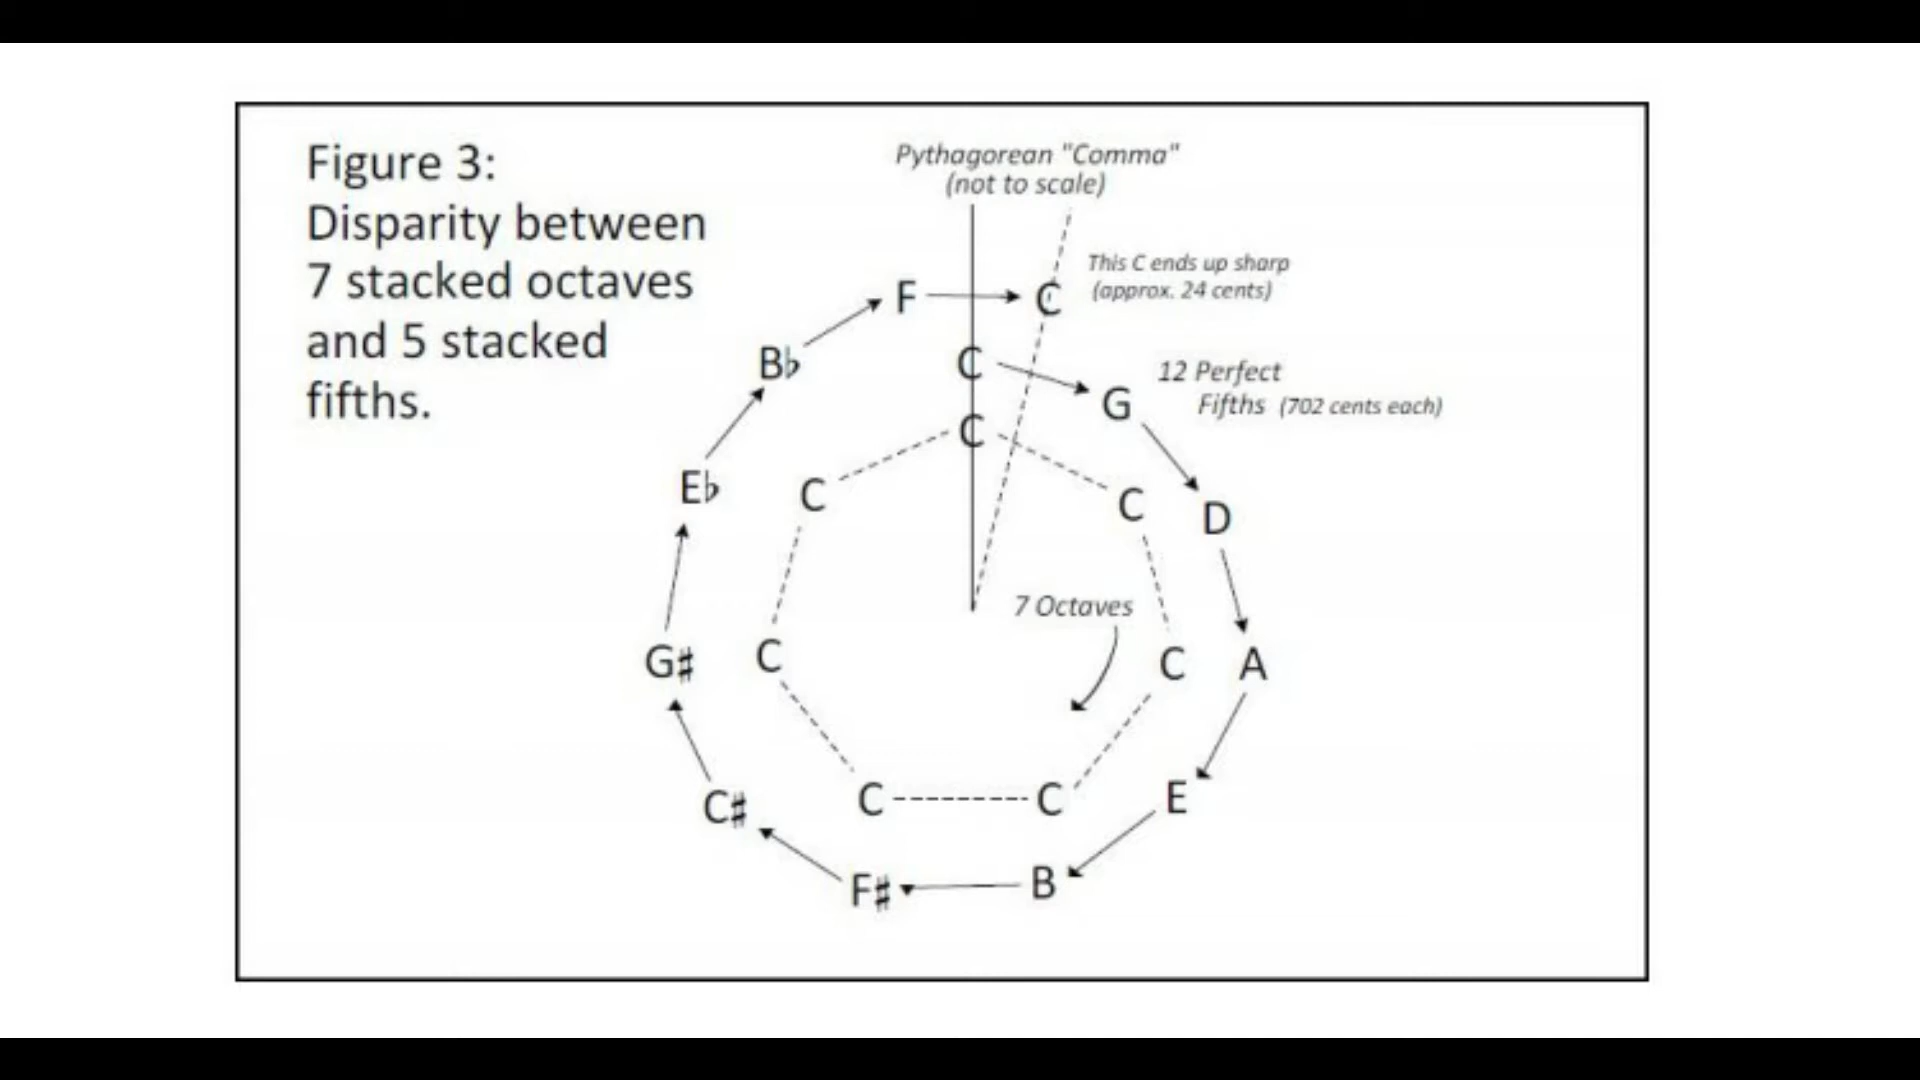 Figure 3:
Disparity between
7 stacked octaves
and 5 stacked
fifths.
Pythagorean "Comma"
(not to scale)
This C ends up sharp
(approx. 24 cents)
12 Perfect
Fifths (702 cents each)
7 Octaves
F
C
C
G
D
A
E
B
F♯
C♯
G♯
E♭
B♭
C
C
C
C
C
C
C